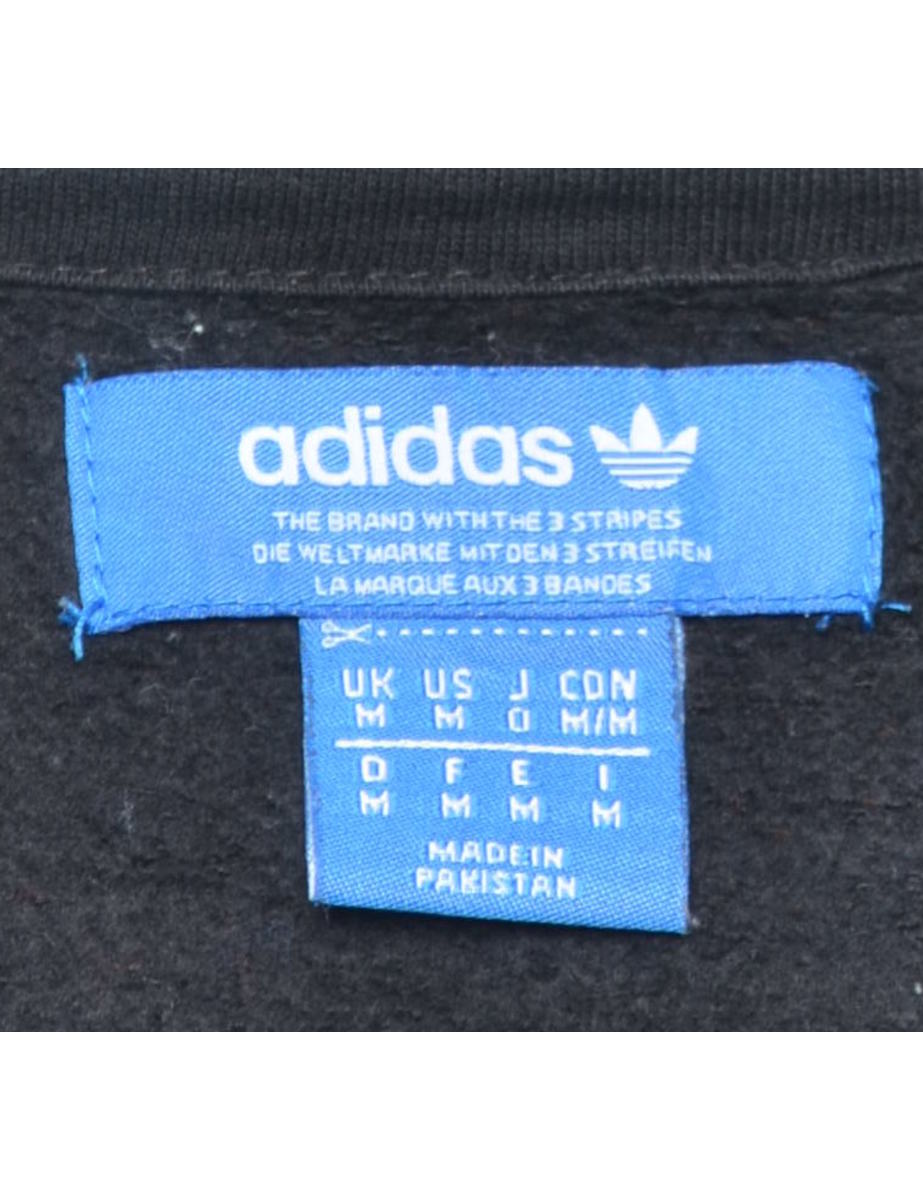 adidas
THE BRAND WITH THE 3 STRIPES
DIE WELTMARKE MIT DEN 3 STREIFEN
LA MARQUE AUX 3 BANDES
UK US J CDN
M M O M/M
D F E I
M M M M
MADE IN
PAKISTAN